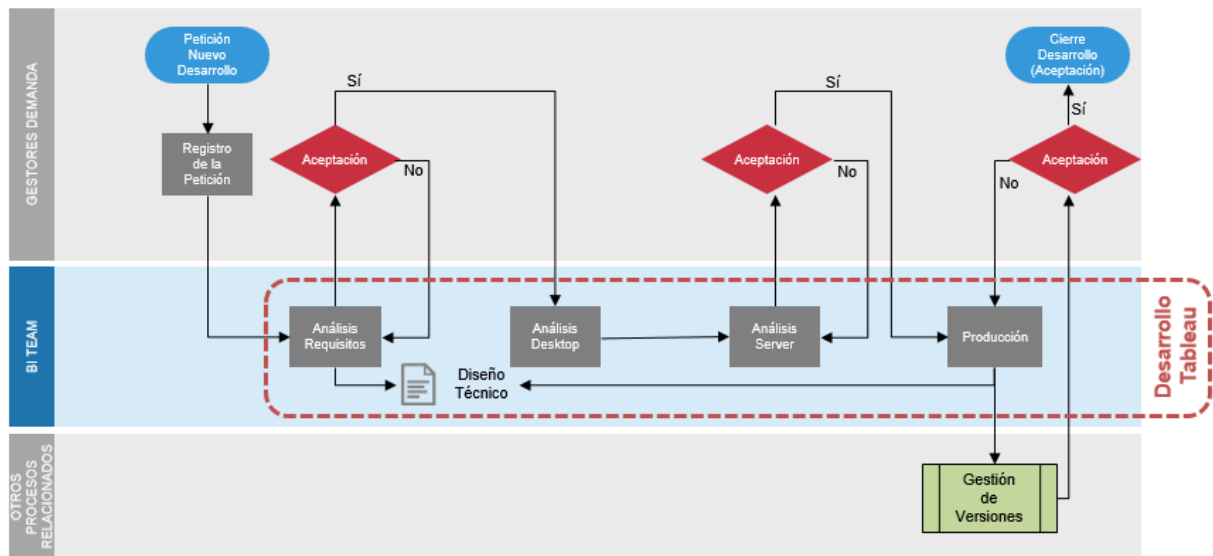 GESTORES DEMANDA
Petición
Nuevo
Desarrollo
Registro
de la
Petición
Sí
Aceptación
No
Sí
Aceptación
No
Cierre
Desarrollo
(Aceptación)
Sí
Aceptación
No
BI TEAM
Análisis
Requisitos
Análisis
Desktop
Análisis
Server
Producción
Diseño
Técnico
Desarrollo
Tableau
OTROS
PROCESOS
RELACIONADOS
Gestión
de
Versiones